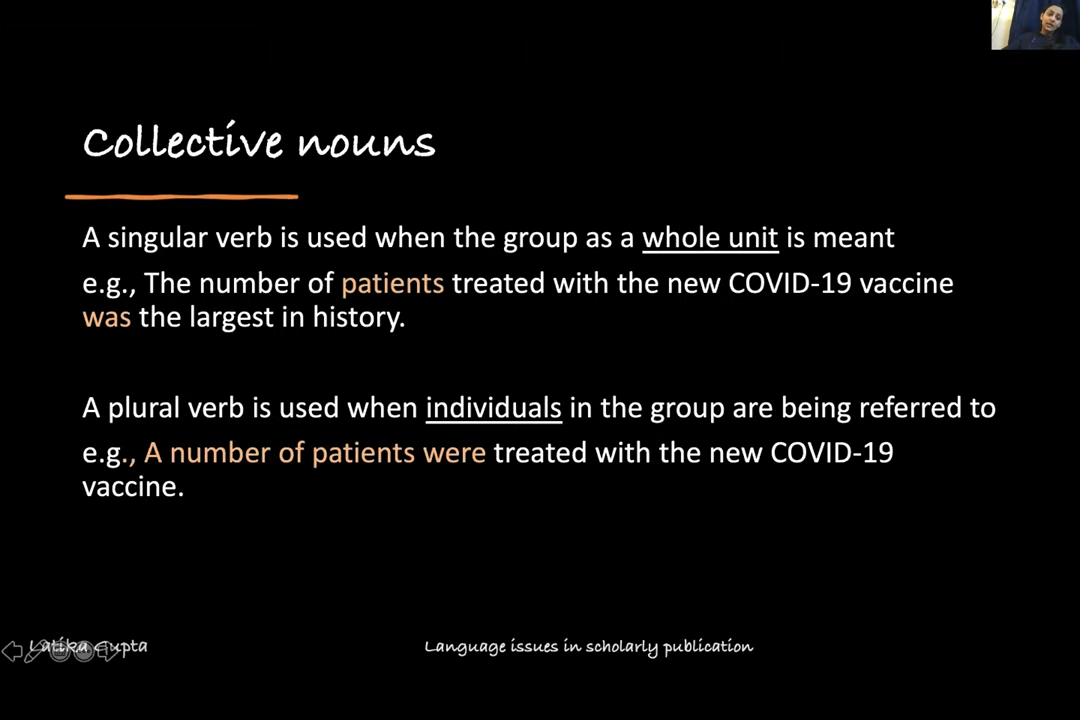 Collective nouns
A singular verb is used when the group as a whole unit is meant
e.g., The number of patients treated with the new COVID-19 vaccine
was the largest in history.
A plural verb is used when individuals in the group are being referred to
e.g., A number of patients were treated with the new COVID-19
vaccine.
Latika Gupta
Language issues in scholarly publication